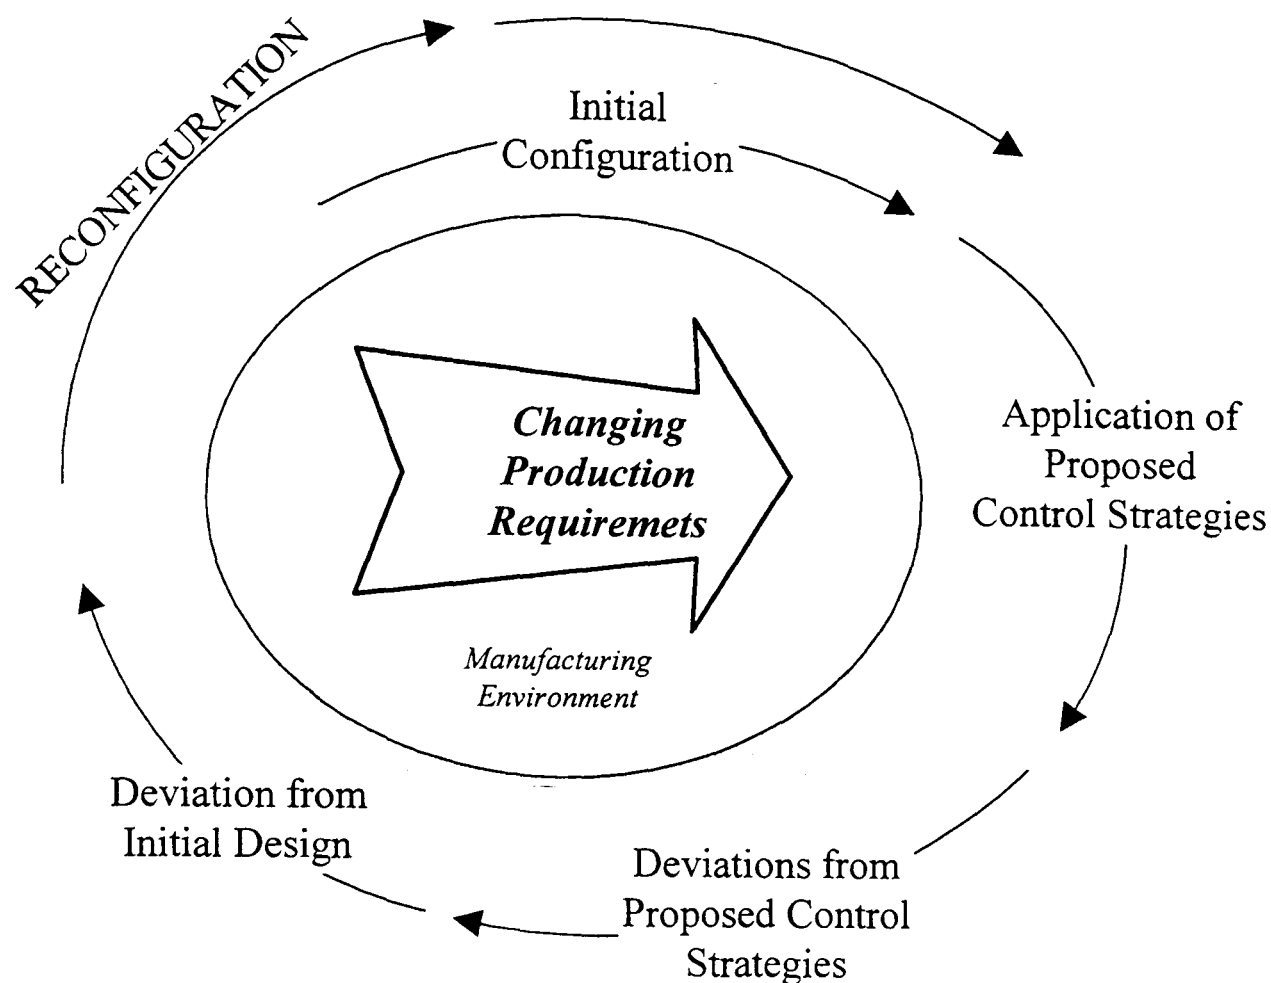 RECONFIGURATION
Initial
Configuration
Application of
Proposed
Control Strategies
Changing
Production
Requiremets
Manufacturing
Environment
Deviation from
Initial Design
Deviations from
Proposed Control
Strategies